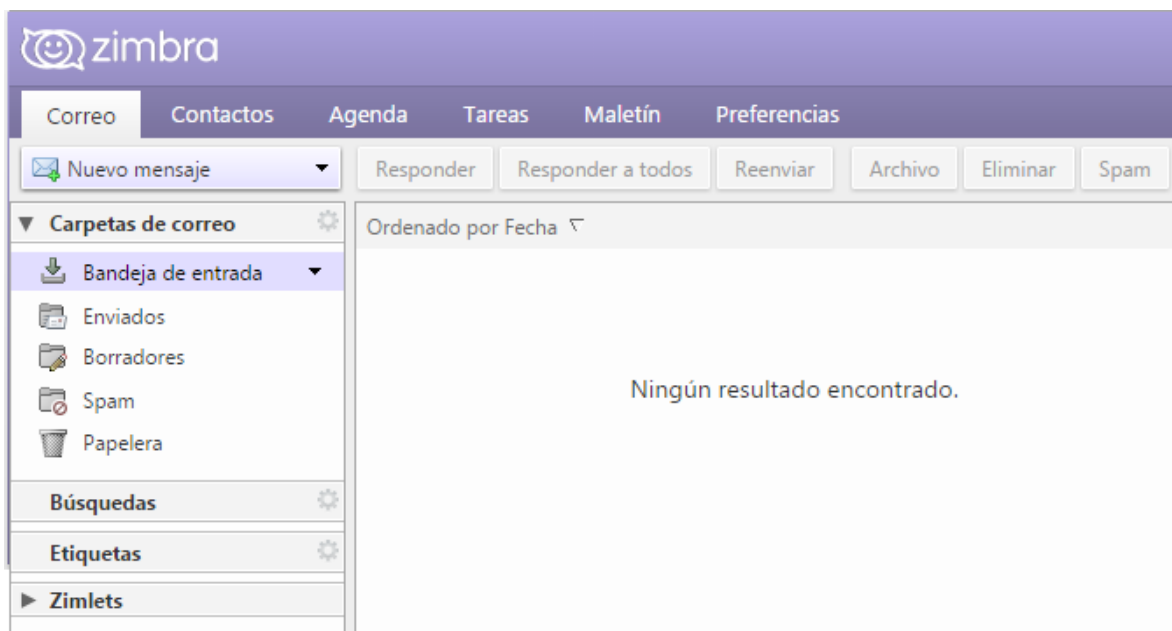 zimbra
Correo Contactos Agenda Tareas Maletín Preferencias
Nuevo mensaje Responder Responder a todos Reenviar Archivo Eliminar Spam
Carpetas de correo
Ordenado por Fecha
Bandeja de entrada
Enviados
Borradores
Spam
Papelera
Ningún resultado encontrado.
Búsquedas
Etiquetas
Zimlets